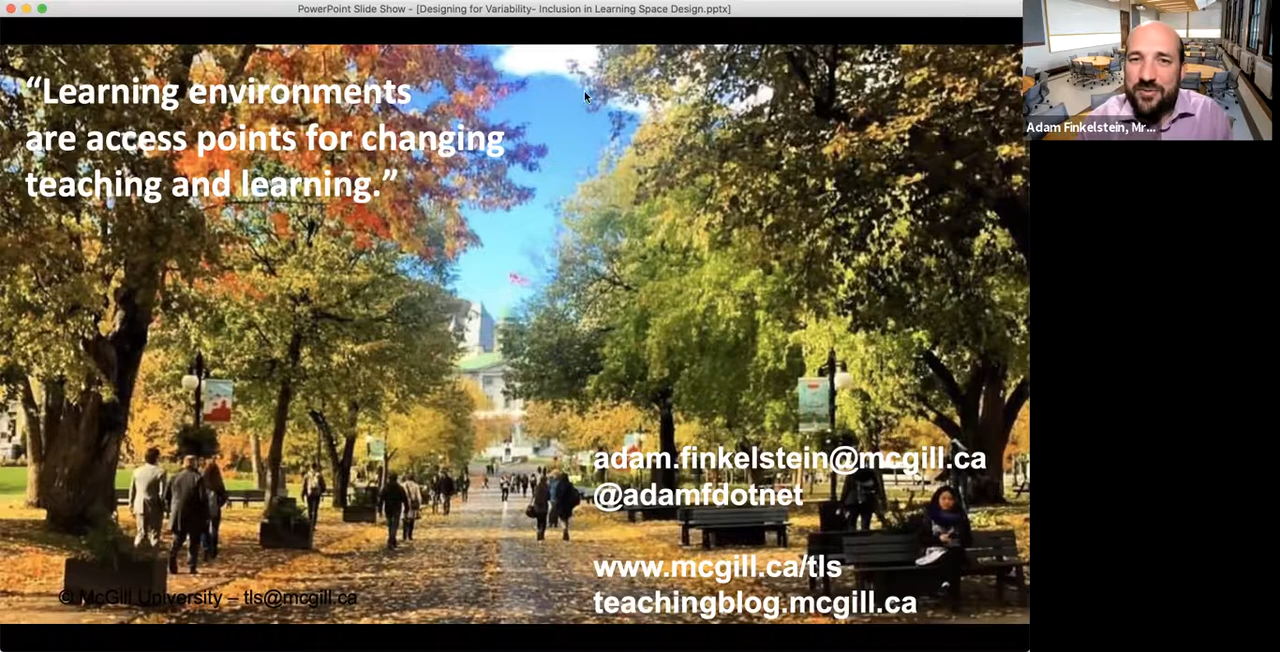 PowerPoint Slide Show - [Designing for Variability- Inclusion in Learning Space Design.pptx]
“Learning environments
are access points for changing
teaching and learning.”
Adam Finkelstein, Mr...
adam.finkelstein@mcgill.ca
@adamfdotnet
www.mcgill.ca/tls
teachingblog.mcgill.ca
© McGill University – tls@mcgill.ca